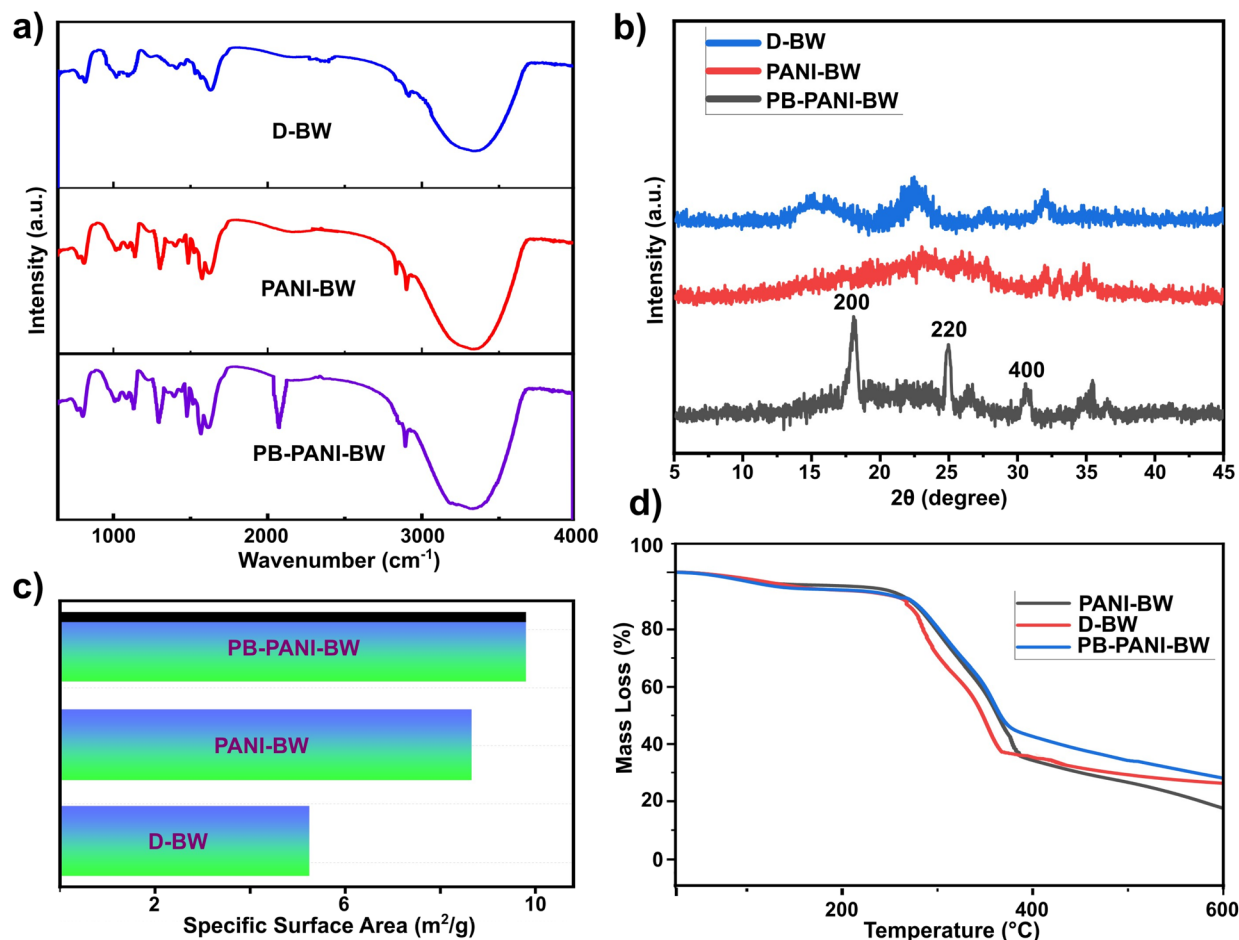 a)
D-BW
PANI-BW
PB-PANI-BW
Intensity (a.u.)
1000 2000 3000 4000
Wavenumber (cm⁻¹)
b)
D-BW
PANI-BW
PB-PANI-BW
200
220
400
Intensity (a.u.)
5 10 15 20 25 30 35 40 45
2θ (degree)
c)
PB-PANI-BW
PANI-BW
D-BW
2 4 6 8 10
Specific Surface Area (m²/g)
d)
100
80
60
40
20
0
Mass Loss (%)
PANI-BW
D-BW
PB-PANI-BW
200 400 600
Temperature (°C)